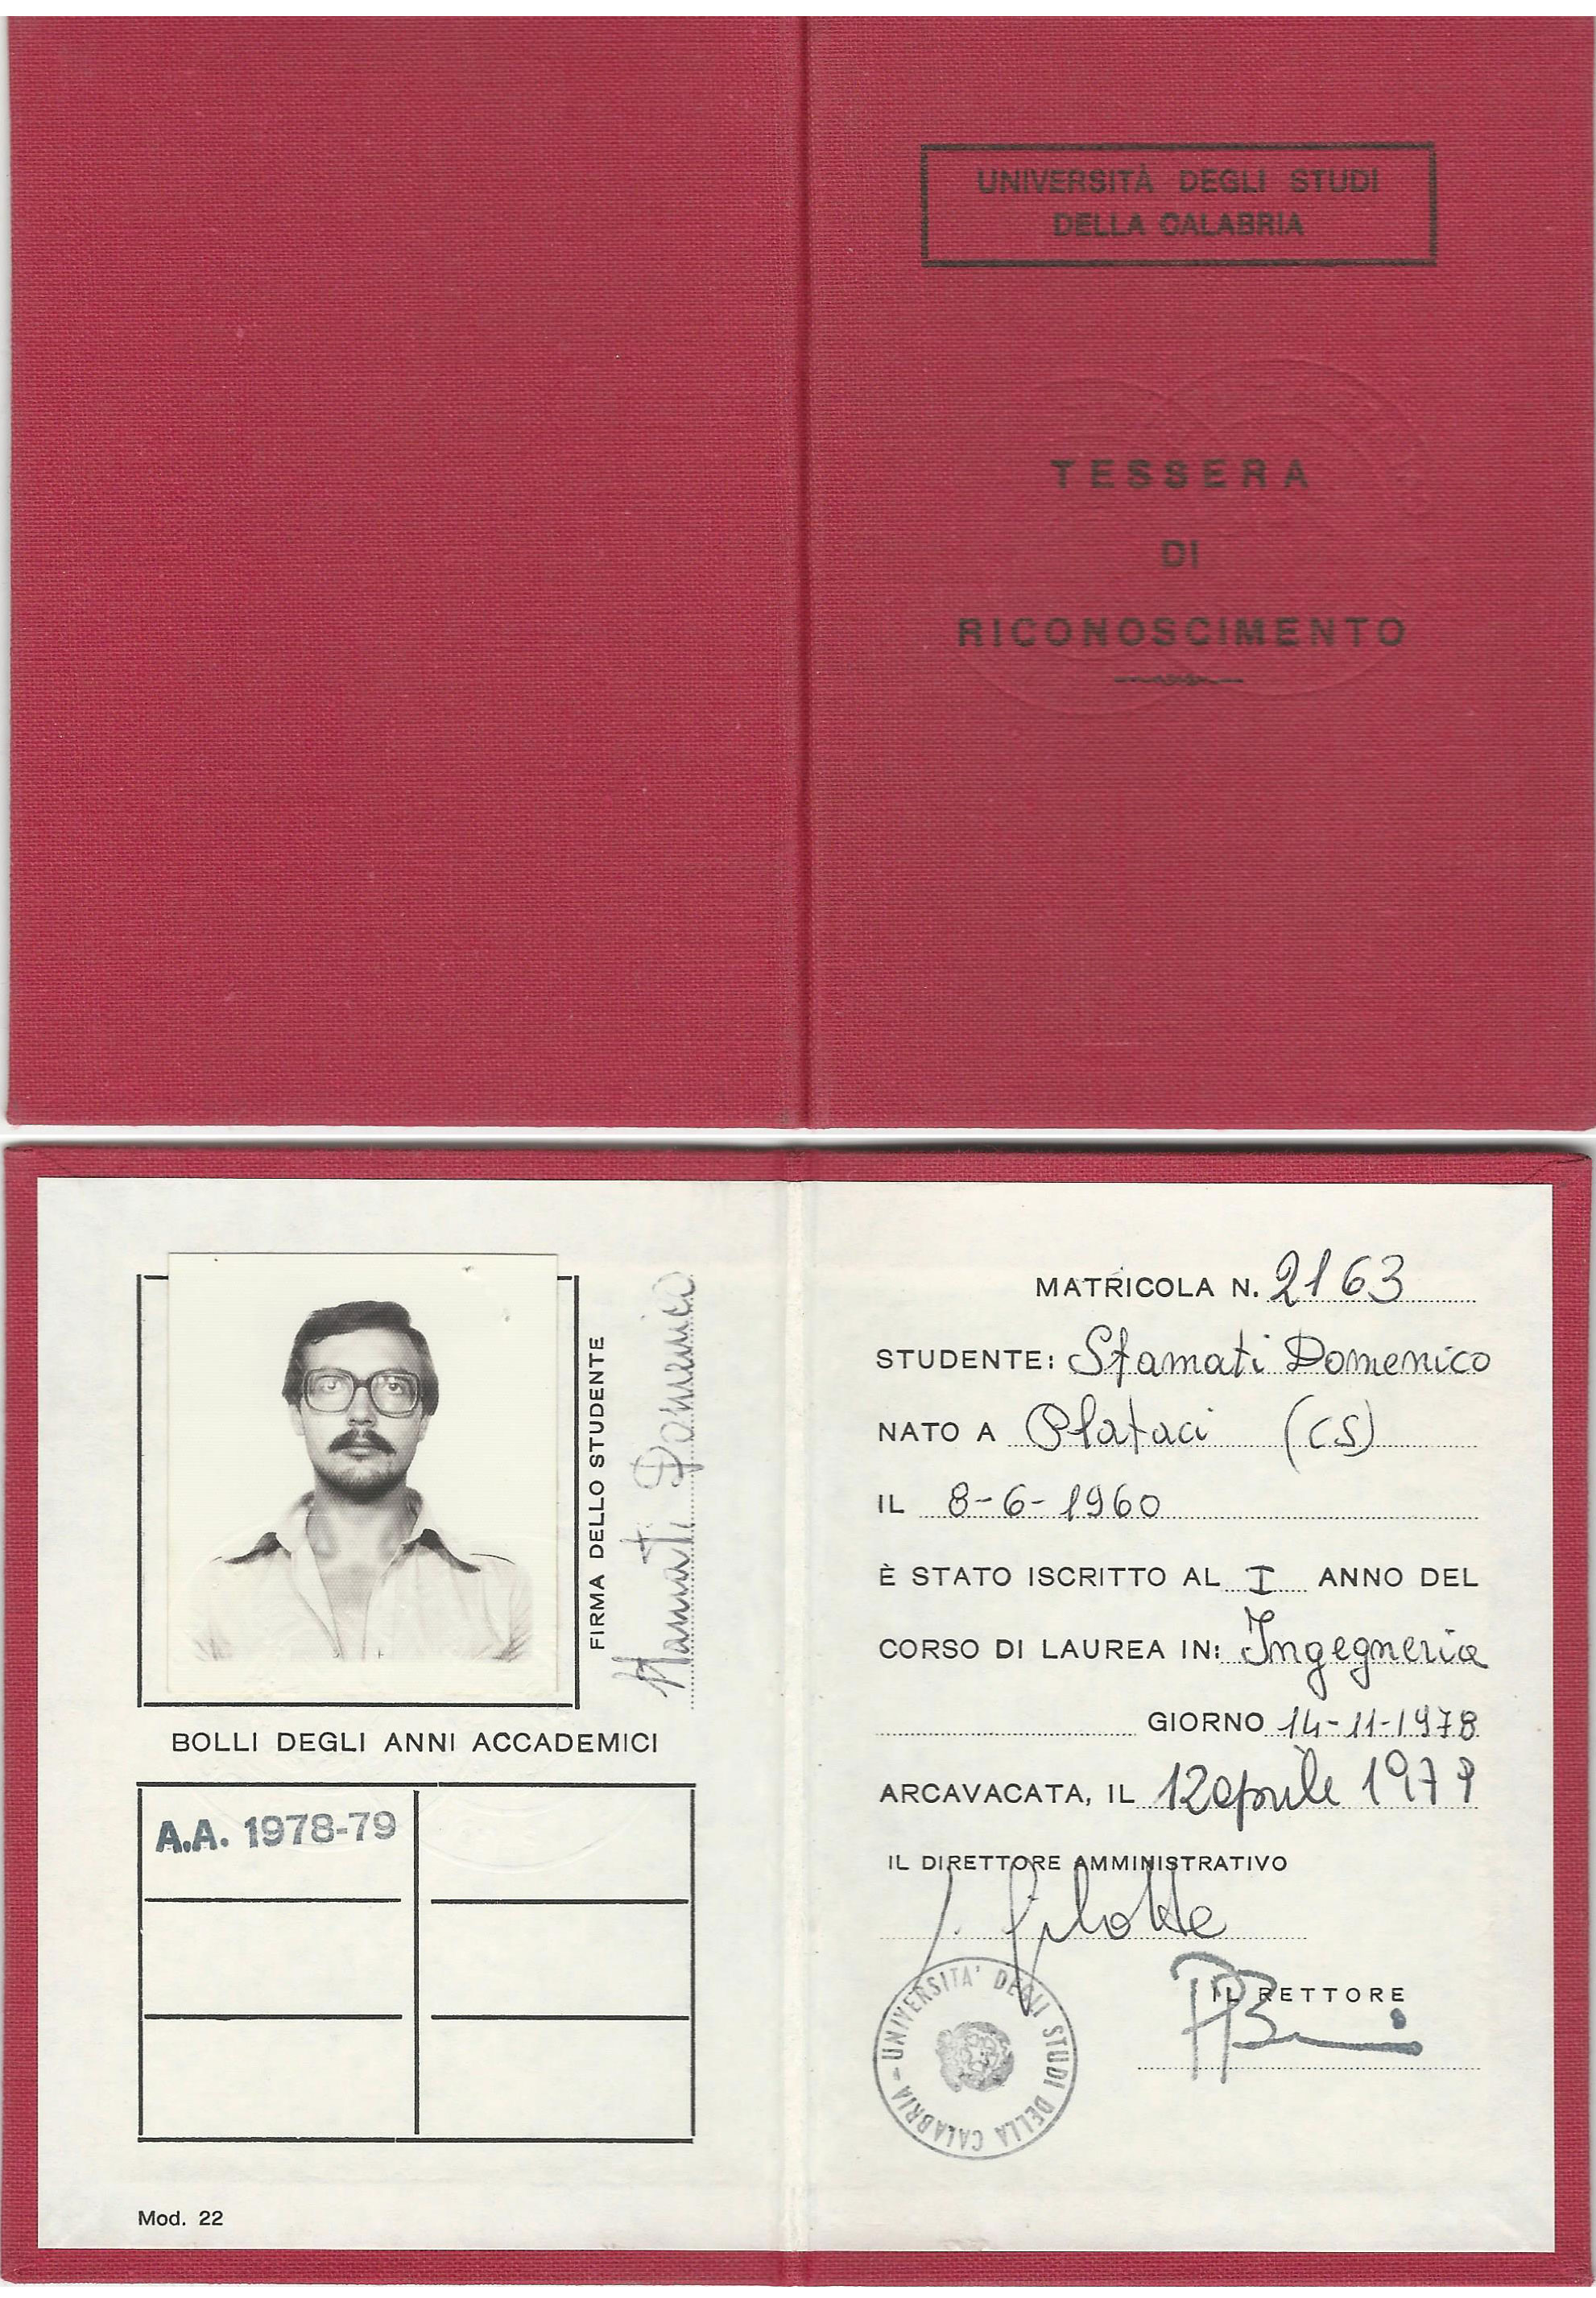 UNIVERSITÀ DEGLI STUDI
DELLA CALABRIA
TESSERA
DI
RICONOSCIMENTO
FIRMA DELLO STUDENTE
Stamati Domenico
BOLLI DEGLI ANNI ACCADEMICI
A.A. 1978-79
Mod. 22
MATRICOLA N. 2163
STUDENTE: Stamati Domenico
NATO A Plataci (CS)
IL 8-6-1960
È STATO ISCRITTO AL I ANNO DEL
CORSO DI LAUREA IN: Ingegneria
GIORNO 14-11-1978
ARCAVACATA, IL 12 aprile 1979
IL DIRETTORE AMMINISTRATIVO
IL RETTORE
UNIVERSITA' DEGLI STUDI DELLA CALABRIA